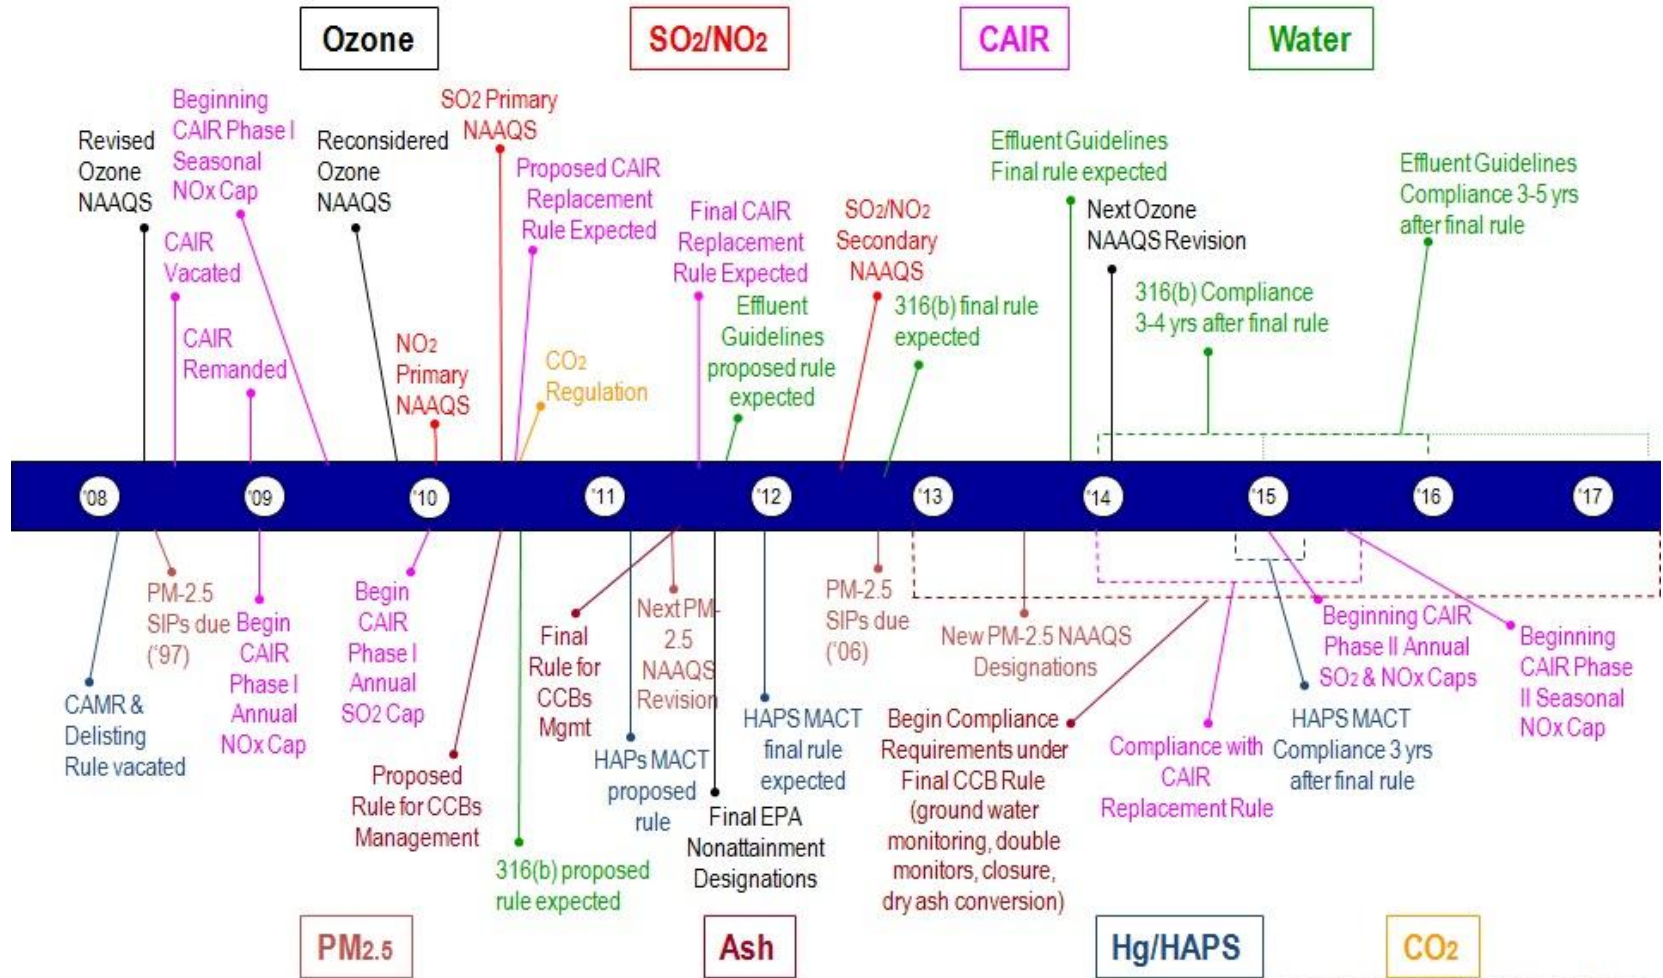 Ozone
SO2/NO2
CAIR
Water
Revised
Ozone
NAAQS
Beginning
CAIR Phase I
Seasonal
NOx Cap
CAIR
Vacated
CAIR
Remanded
Reconsidered
Ozone
NAAQS
NO2
Primary
NAAQS
SO2 Primary
NAAQS
Proposed CAIR
Replacement
Rule Expected
CO2
Regulation
Final CAIR
Replacement
Rule Expected
Effluent
Guidelines
proposed rule
expected
SO2/NO2
Secondary
NAAQS
316(b) final rule
expected
Effluent Guidelines
Final rule expected
Next Ozone
NAAQS Revision
316(b) Compliance
3-4 yrs after final rule
Effluent Guidelines
Compliance 3-5 yrs
after final rule
'08
'09
'10
'11
'12
'13
'14
'15
'16
'17
CAMR &
Delisting
Rule vacated
PM-2.5
SIPs due
('97)
Begin
CAIR
Phase I
Annual
NOx Cap
Begin
CAIR
Phase I
Annual
SO2 Cap
Proposed
Rule for CCBs
Management
316(b) proposed
rule expected
Final
Rule for
CCBs
Mgmt
HAPs MACT
proposed
rule
Next PM-
2.5
NAAQS
Revision
Final EPA
Nonattainment
Designations
HAPS MACT
final rule
expected
PM-2.5
SIPs due
('06)
New PM-2.5 NAAQS
Designations
Begin Compliance
Requirements under
Final CCB Rule
(ground water
monitoring, double
monitors, closure,
dry ash conversion)
Compliance with
CAIR
Replacement Rule
Beginning CAIR
Phase II Annual
SO2 & NOx Caps
HAPS MACT
Compliance 3 yrs
after final rule
Beginning
CAIR Phase
II Seasonal
NOx Cap
PM2.5
Ash
Hg/HAPS
CO2